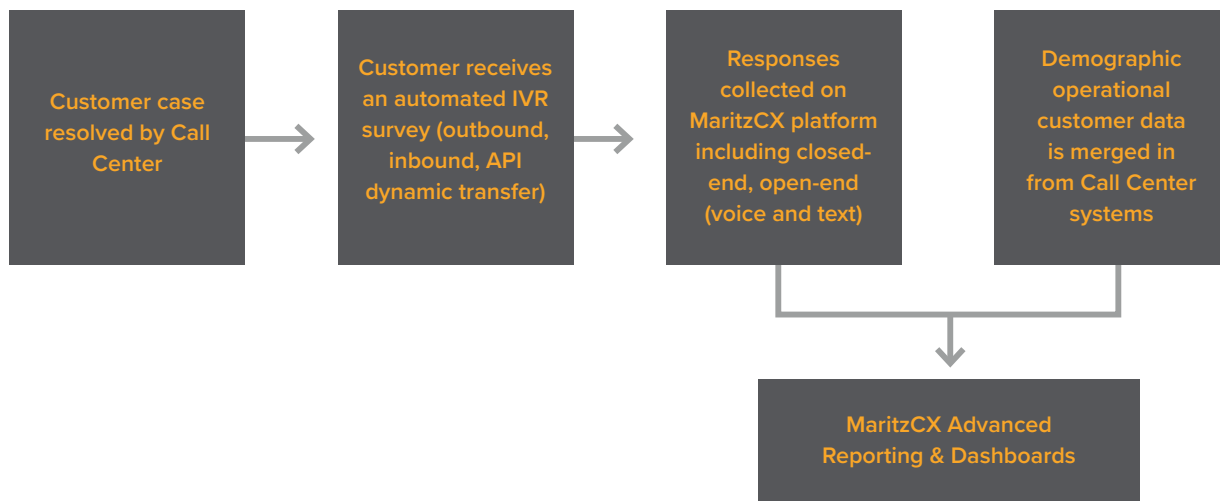 Customer case
resolved by Call
Center
Customer receives
an automated IVR
survey (outbound,
inbound, API
dynamic transfer)
Responses
collected on
MaritzCX platform
including closed-
end, open-end
(voice and text)
Demographic
operational
customer data
is merged in
from Call Center
systems
MaritzCX Advanced
Reporting & Dashboards